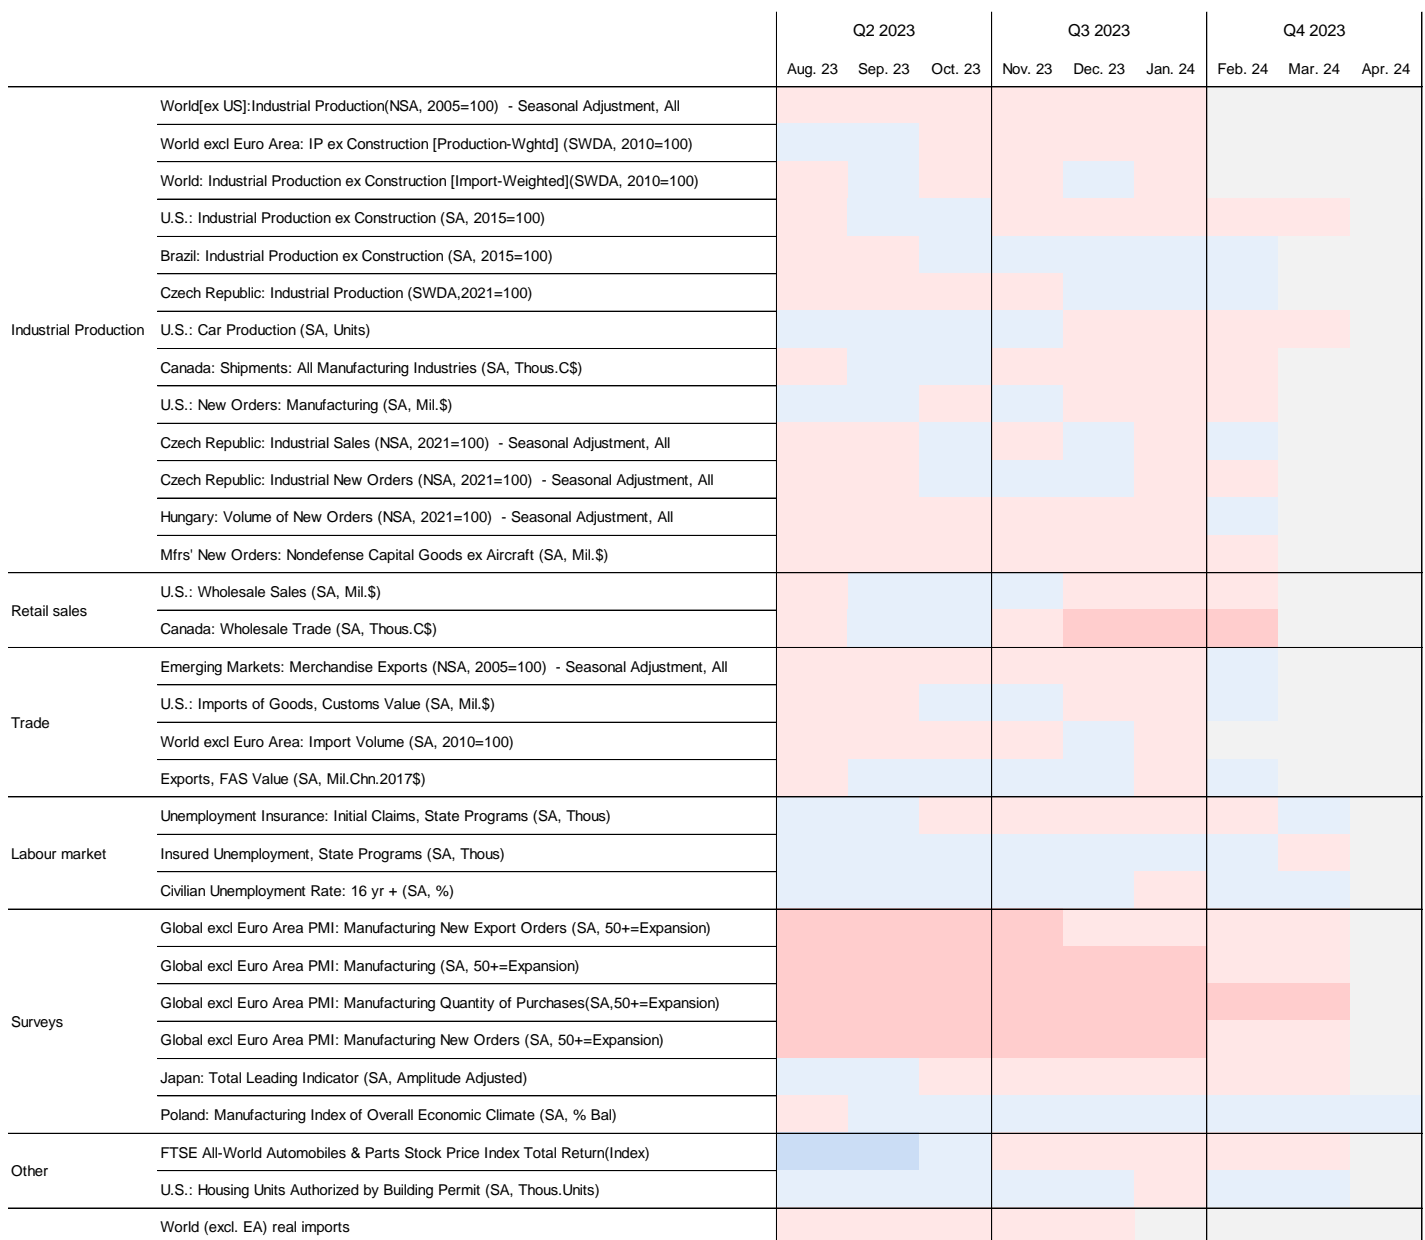 Q2 2023 Q3 2023 Q4 2023
Aug. 23 Sep. 23 Oct. 23 Nov. 23 Dec. 23 Jan. 24 Feb. 24 Mar. 24 Apr. 24
World[ex US]:Industrial Production(NSA, 2005=100) - Seasonal Adjustment, All
World excl Euro Area: IP ex Construction [Production-Wghtd] (SWDA, 2010=100)
World: Industrial Production ex Construction [Import-Weighted](SWDA, 2010=100)
U.S.: Industrial Production ex Construction (SA, 2015=100)
Brazil: Industrial Production ex Construction (SA, 2015=100)
Czech Republic: Industrial Production (SWDA,2021=100)
Industrial Production U.S.: Car Production (SA, Units)
Canada: Shipments: All Manufacturing Industries (SA, Thous.C$)
U.S.: New Orders: Manufacturing (SA, Mil.$)
Czech Republic: Industrial Sales (NSA, 2021=100) - Seasonal Adjustment, All
Czech Republic: Industrial New Orders (NSA, 2021=100) - Seasonal Adjustment, All
Hungary: Volume of New Orders (NSA, 2021=100) - Seasonal Adjustment, All
Mfrs' New Orders: Nondefense Capital Goods ex Aircraft (SA, Mil.$)
Retail sales
U.S.: Wholesale Sales (SA, Mil.$)
Canada: Wholesale Trade (SA, Thous.C$)
Trade
Emerging Markets: Merchandise Exports (NSA, 2005=100) - Seasonal Adjustment, All
U.S.: Imports of Goods, Customs Value (SA, Mil.$)
World excl Euro Area: Import Volume (SA, 2010=100)
Exports, FAS Value (SA, Mil.Chn.2017$)
Unemployment Insurance: Initial Claims, State Programs (SA, Thous)
Labour market Insured Unemployment, State Programs (SA, Thous)
Civilian Unemployment Rate: 16 yr + (SA, %)
Surveys
Global excl Euro Area PMI: Manufacturing New Export Orders (SA, 50+=Expansion)
Global excl Euro Area PMI: Manufacturing (SA, 50+=Expansion)
Global excl Euro Area PMI: Manufacturing Quantity of Purchases(SA,50+=Expansion)
Global excl Euro Area PMI: Manufacturing New Orders (SA, 50+=Expansion)
Japan: Total Leading Indicator (SA, Amplitude Adjusted)
Poland: Manufacturing Index of Overall Economic Climate (SA, % Bal)
Other
FTSE All-World Automobiles & Parts Stock Price Index Total Return(Index)
U.S.: Housing Units Authorized by Building Permit (SA, Thous.Units)
World (excl. EA) real imports